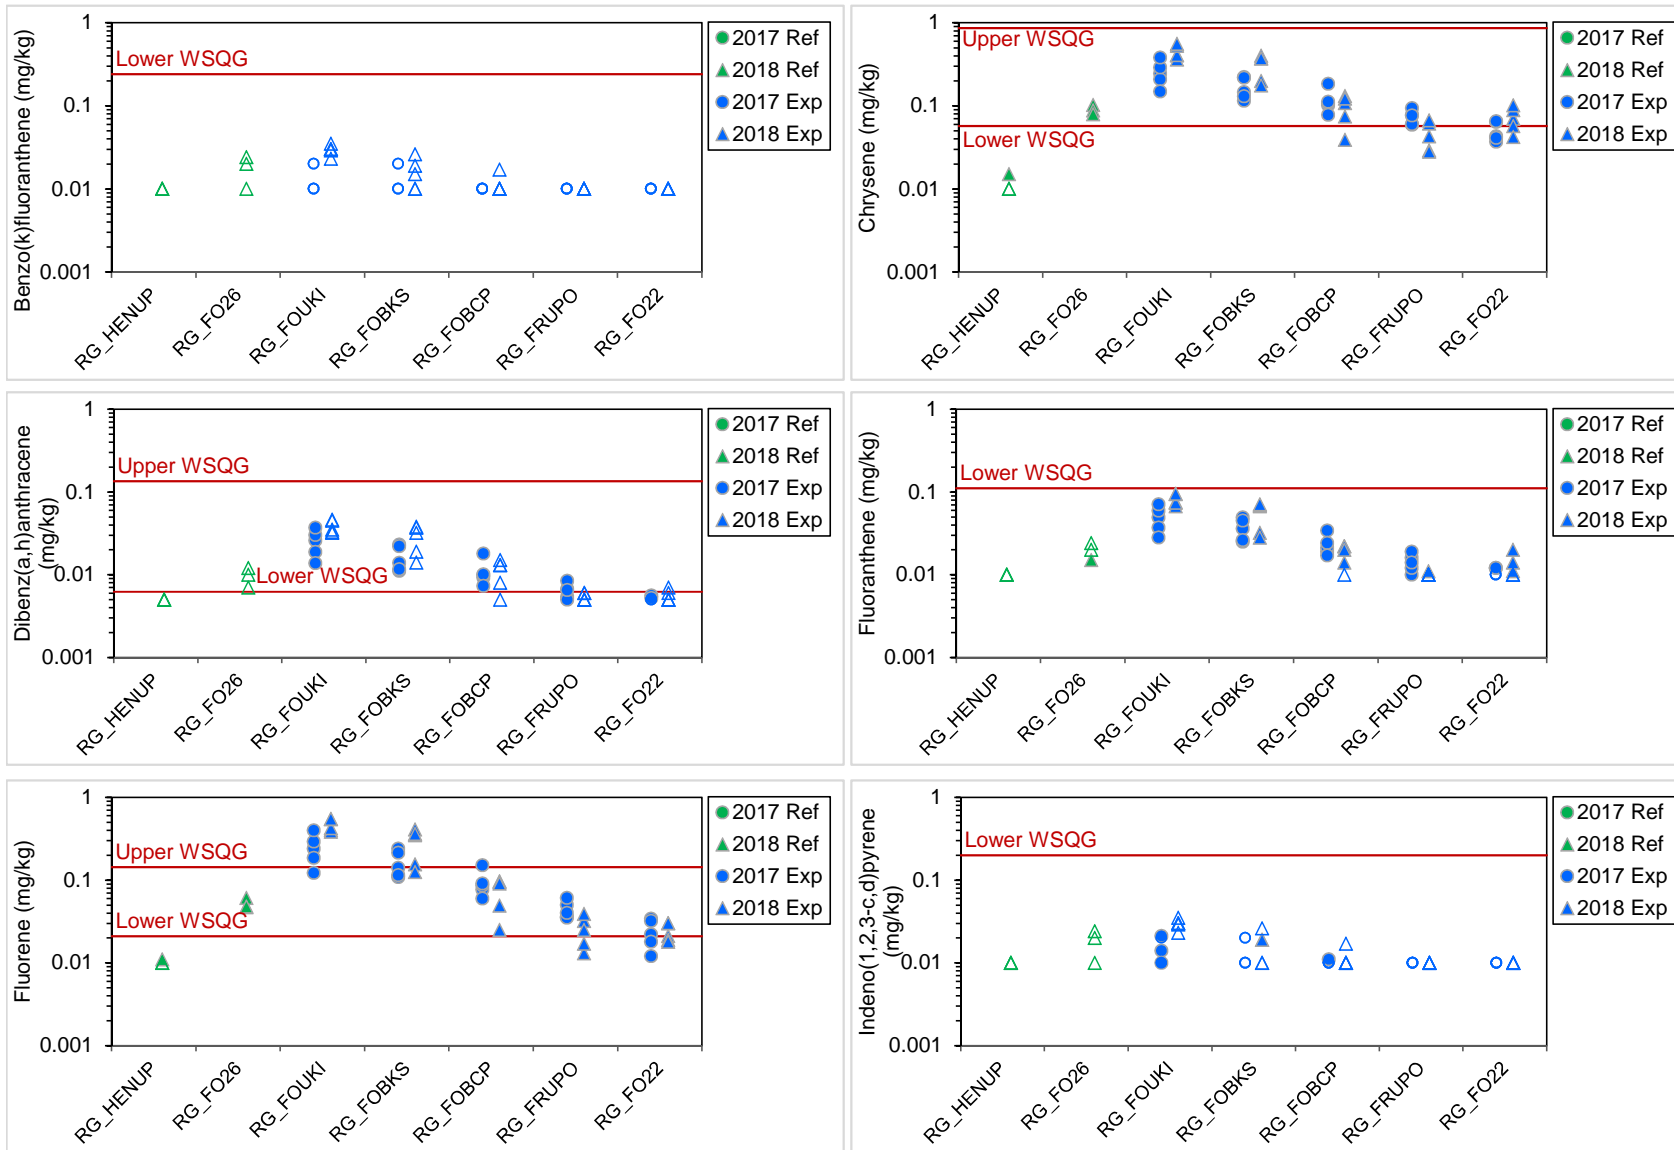 Benzo(k)fluoranthene (mg/kg)
1
0.1
0.01
0.001
Lower WSQG
RG_HENUP
RG_FO26
RG_FOUKI
RG_FOBKS
RG_FOBCP
RG_FRUPO
RG_FO22
2017 Ref
2018 Ref
2017 Exp
2018 Exp
Chrysene (mg/kg)
1
0.1
0.01
0.001
Upper WSQG
Lower WSQG
RG_HENUP
RG_FO26
RG_FOUKI
RG_FOBKS
RG_FOBCP
RG_FRUPO
RG_FO22
2017 Ref
2018 Ref
2017 Exp
2018 Exp
Dibenz(a,h)anthracene
(mg/kg)
1
0.1
0.01
0.001
Upper WSQG
Lower WSQG
RG_HENUP
RG_FO26
RG_FOUKI
RG_FOBKS
RG_FOBCP
RG_FRUPO
RG_FO22
2017 Ref
2018 Ref
2017 Exp
2018 Exp
Fluoranthene (mg/kg)
1
0.1
0.01
0.001
Lower WSQG
RG_HENUP
RG_FO26
RG_FOUKI
RG_FOBKS
RG_FOBCP
RG_FRUPO
RG_FO22
2017 Ref
2018 Ref
2017 Exp
2018 Exp
Fluorene (mg/kg)
1
0.1
0.01
0.001
Upper WSQG
Lower WSQG
RG_HENUP
RG_FO26
RG_FOUKI
RG_FOBKS
RG_FOBCP
RG_FRUPO
RG_FO22
2017 Ref
2018 Ref
2017 Exp
2018 Exp
Indeno(1,2,3-c,d)pyrene
(mg/kg)
1
0.1
0.01
0.001
Lower WSQG
RG_HENUP
RG_FO26
RG_FOUKI
RG_FOBKS
RG_FOBCP
RG_FRUPO
RG_FO22
2017 Ref
2018 Ref
2017 Exp
2018 Exp